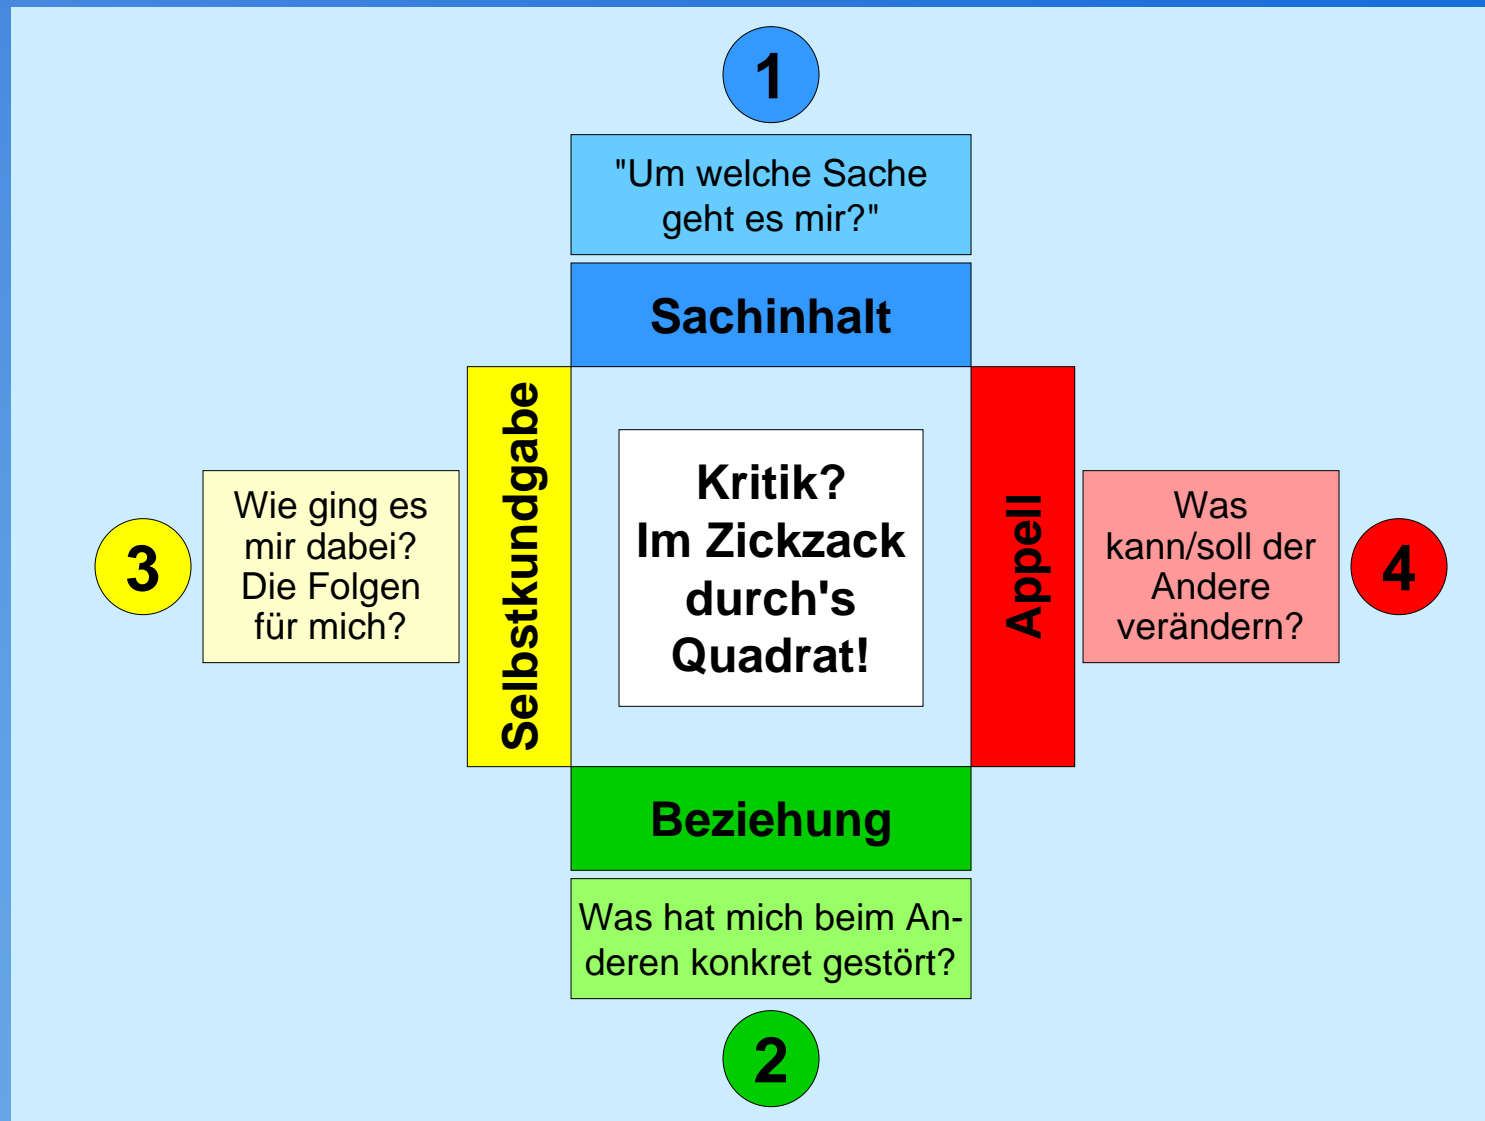 1
"Um welche Sache
geht es mir?"
Sachinhalt
Selbstkundgabe
Kritik?
Im Zickzack
durch's
Quadrat!
Appell
3
Wie ging es
mir dabei?
Die Folgen
für mich?
Was
kann/soll der
Andere
verändern?
4
Beziehung
Was hat mich beim An-
deren konkret gestört?
2